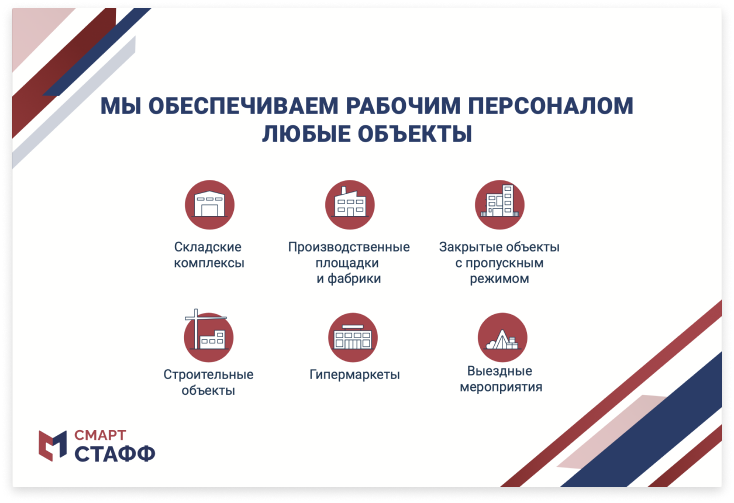 МЫ ОБЕСПЕЧИВАЕМ РАБОЧИМ ПЕРСОНАЛОМ
ЛЮБЫЕ ОБЪЕКТЫ
Складские
комплексы
Производственные
площадки
и фабрики
Закрытые объекты
с пропускным
режимом
Строительные
объекты
Гипермаркеты
Выездные
мероприятия
СМАРТ
СТАФФ